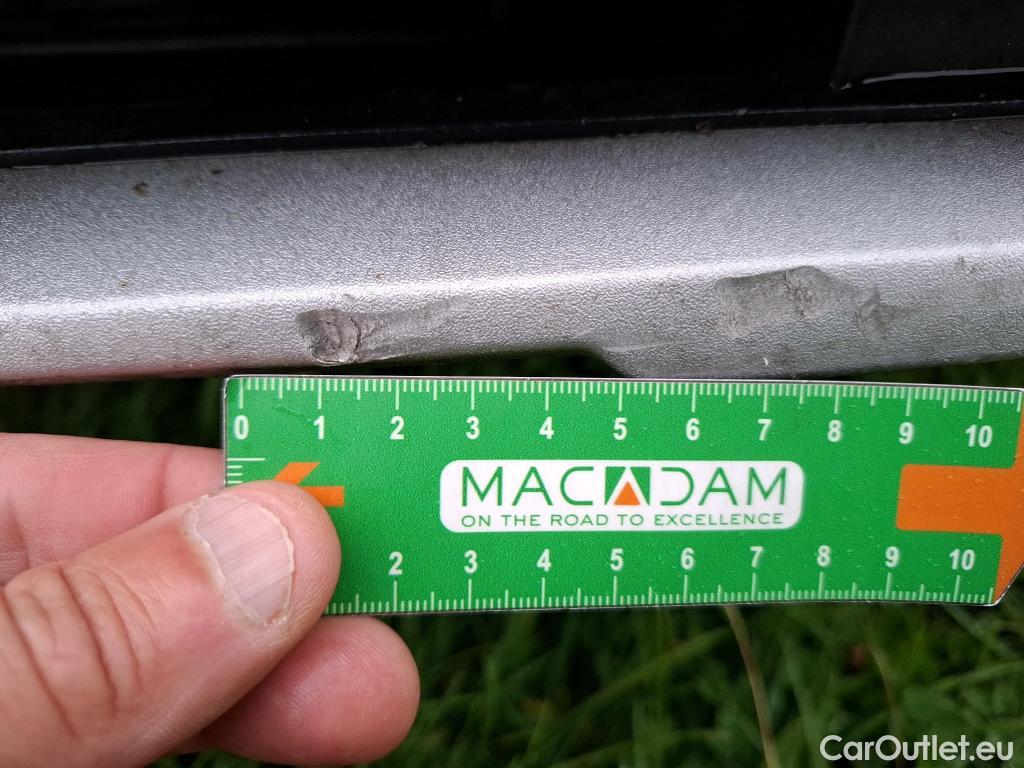 0 1 2 3 4 5 6 7 8 9 10
MACADAM
ON THE ROAD TO EXCELLENCE
2 3 4 5 6 7 8 9 10
CarOutlet.eu